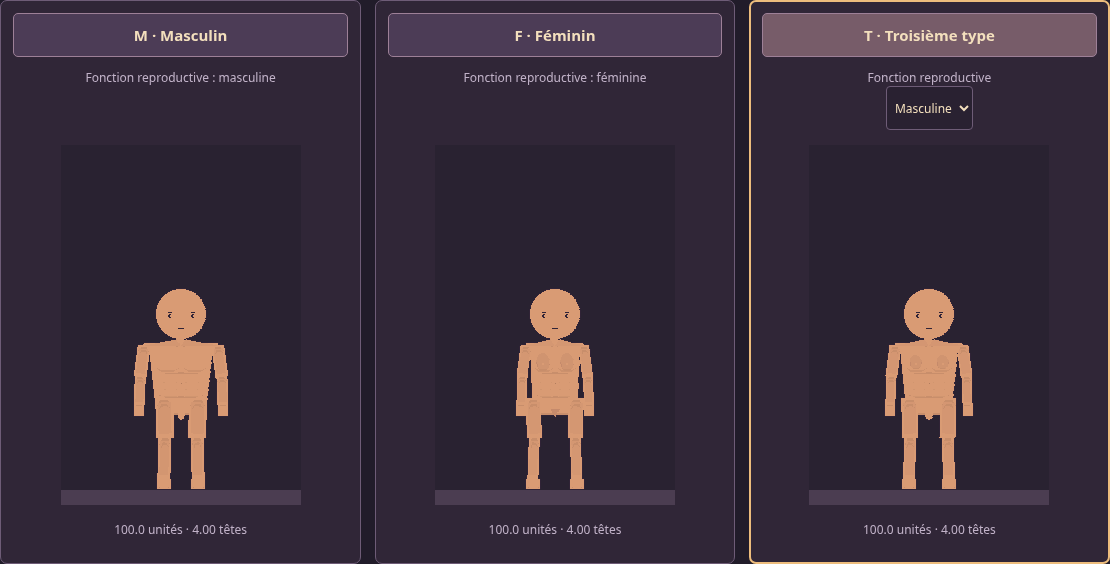 M · Masculin
Fonction reproductive : masculine
100.0 unités · 4.00 têtes
F · Féminin
Fonction reproductive : féminine
100.0 unités · 4.00 têtes
T · Troisième type
Fonction reproductive
Masculine
100.0 unités · 4.00 têtes